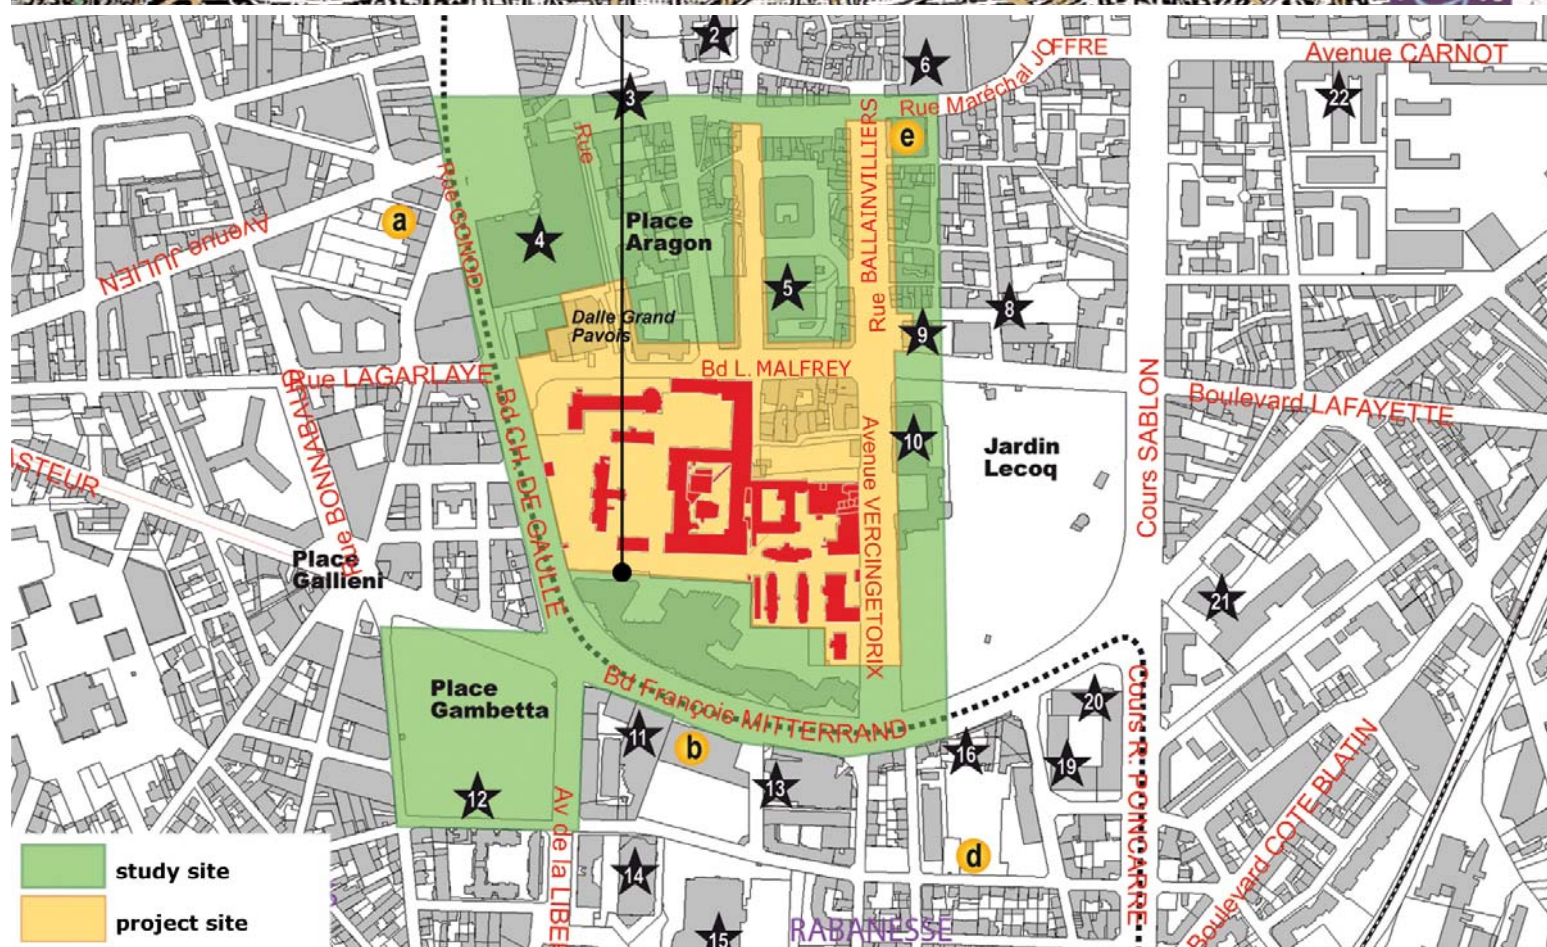 2
6
Rue Maréchal JOFFRE
Avenue CARNOT
22
3
Rue
Rue BALLAINVILLIERS
e
a
Rue GONOD
Avenue JULIEN
4
Place
Aragon
5
8
9
Dalle Grand
Pavois
Bd L. MALFREY
Rue LAGARLAYE
Rue BONNABAUD
Bd CH. DE GAULLE
Avenue VERCINGETORIX
10
Jardin
Lecoq
Cours SABLON
Boulevard LAFAYETTE
STEUR
Place
Gallieni
21
Place
Gambetta
Bd François MITTERRAND
11
b
12
13
16
20
19
Cours R. POINCARRE
Boulevard COTE BLATIN
Av de la LIBER
14
d
15
RABANESSE
study site
project site